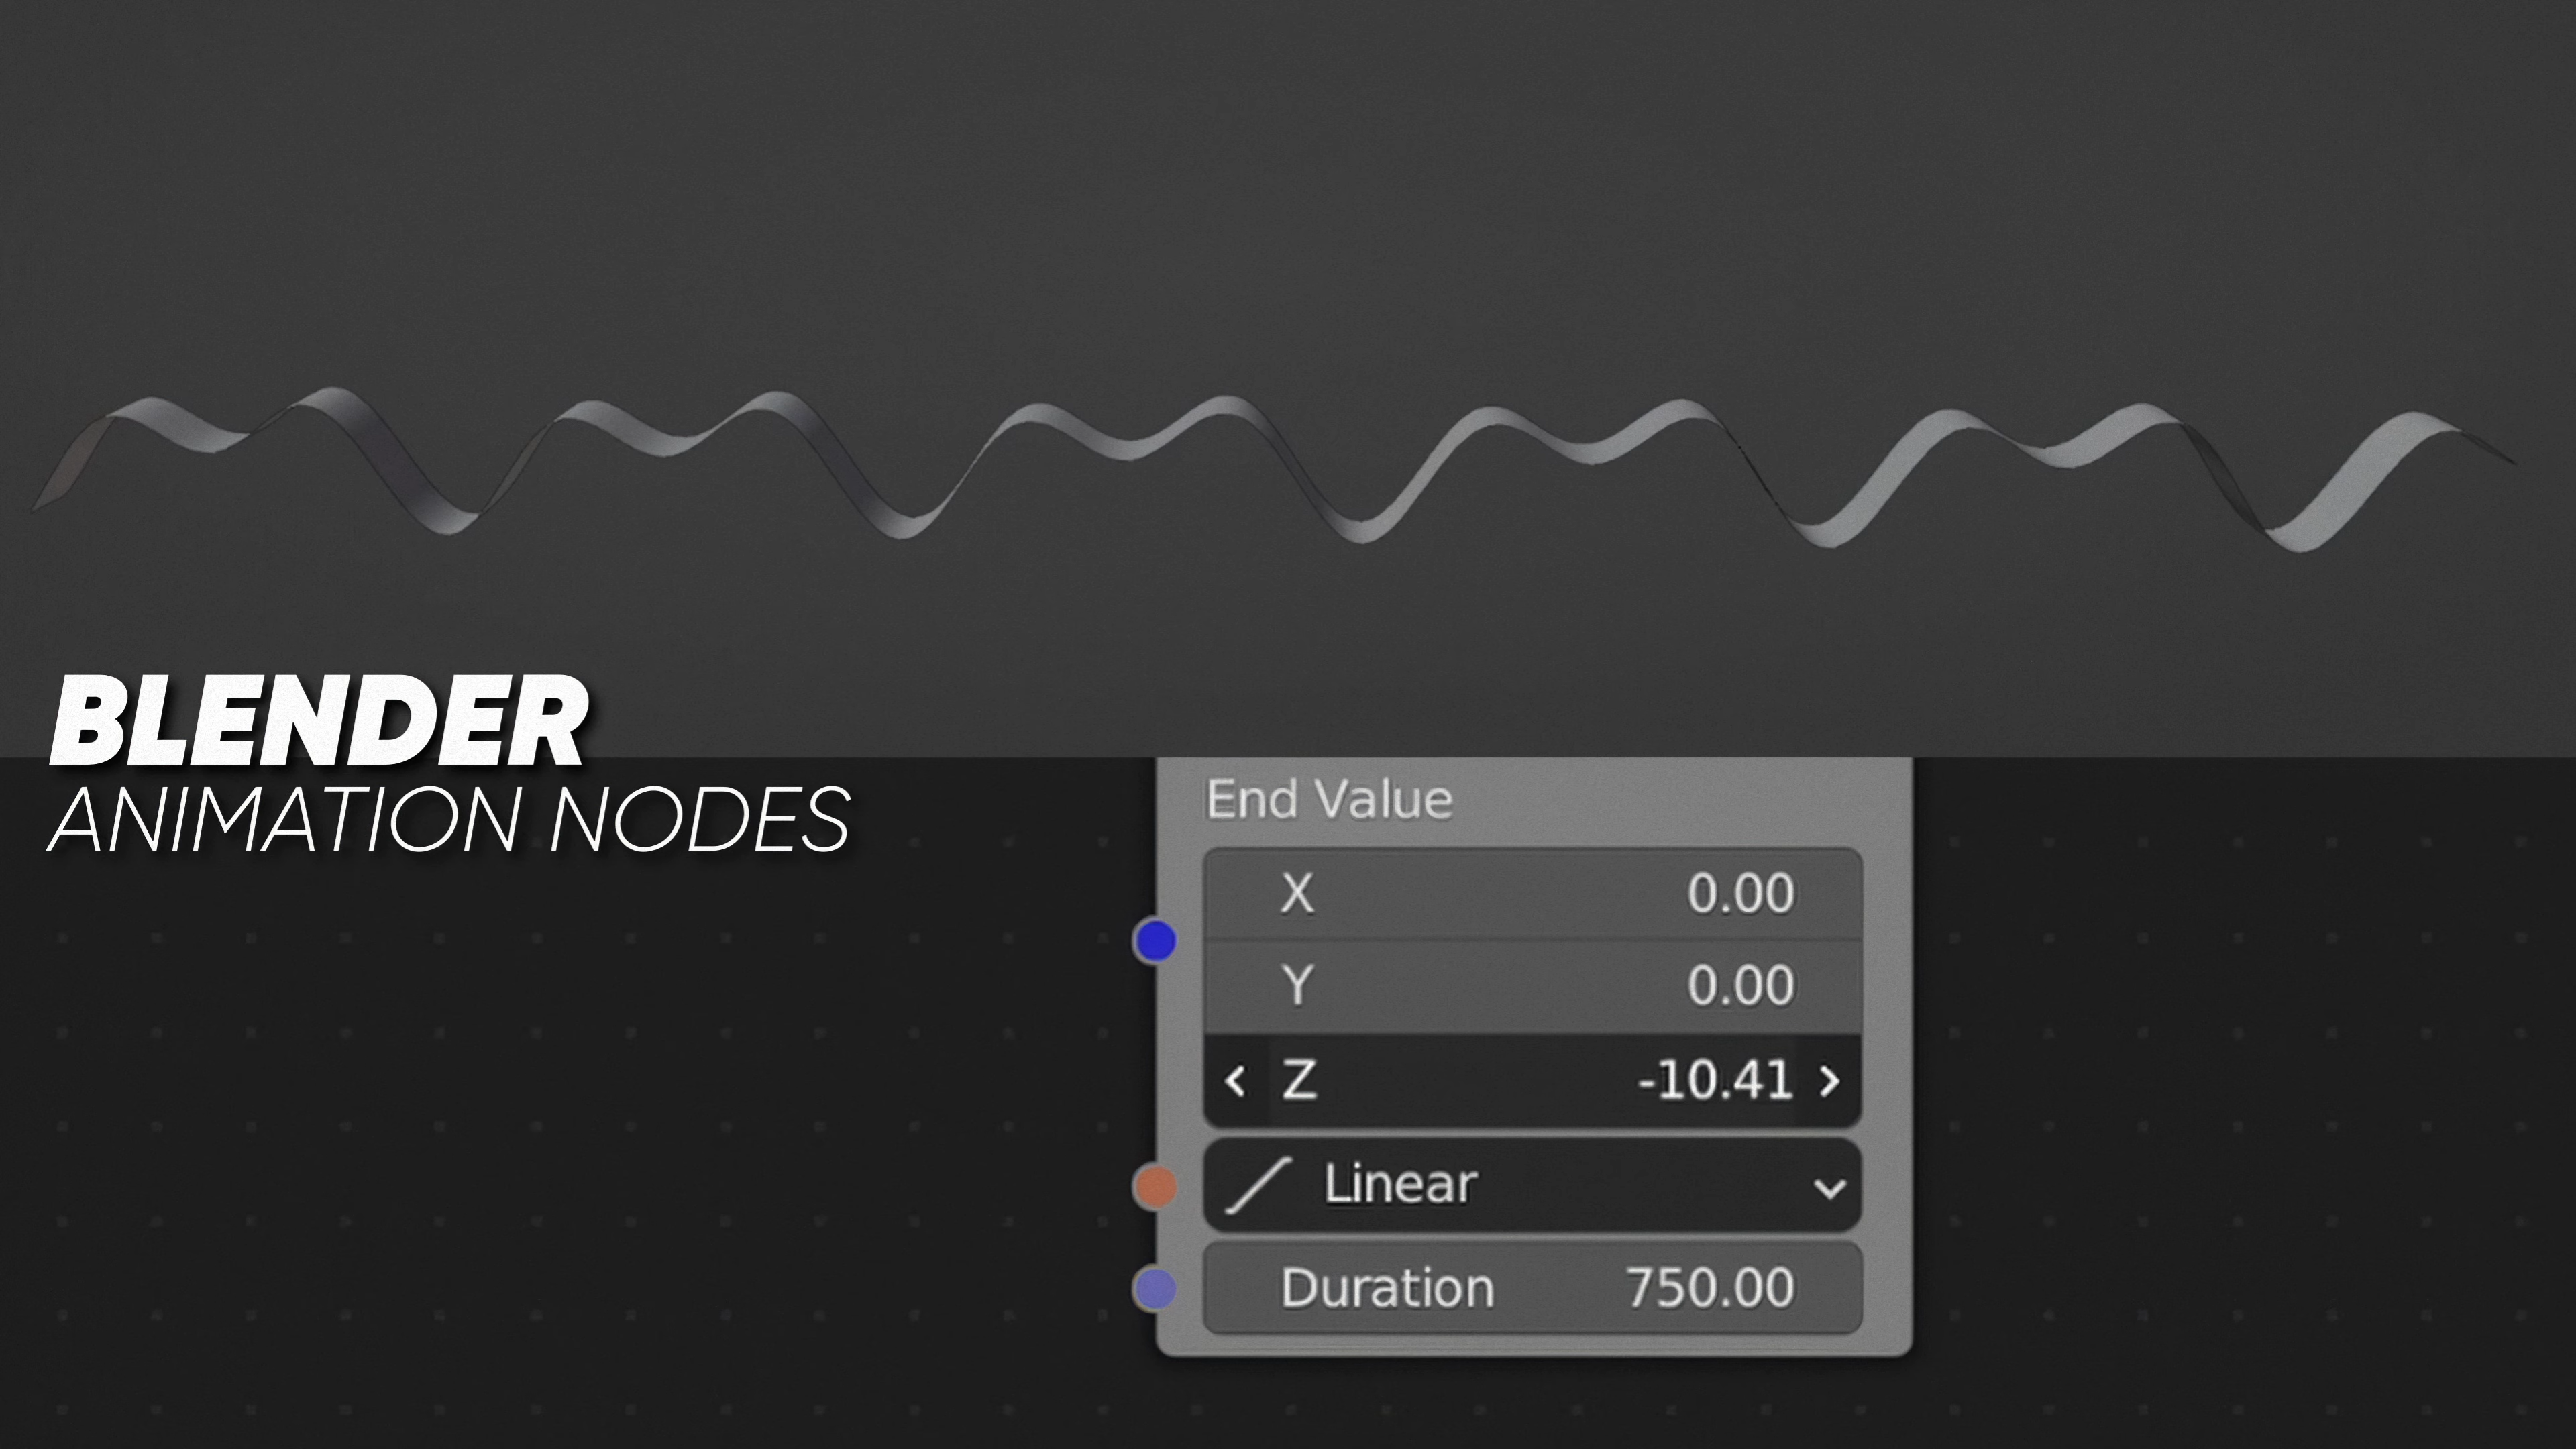 BLENDER
ANIMATION NODES
End Value
X 0.00
Y 0.00
Z -10.41
Linear
Duration 750.00